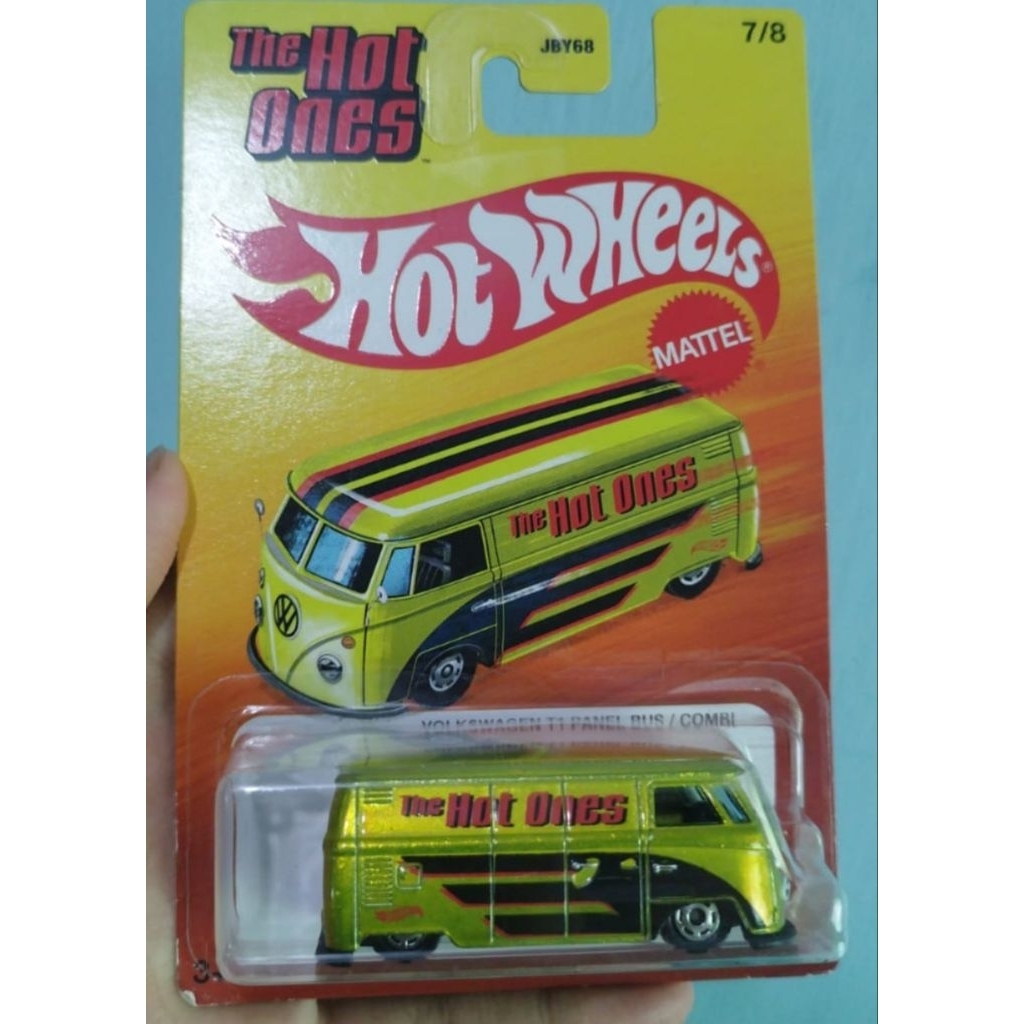 The Hot
Ones
JBY68
7/8
Hot Wheels®
MATTEL
The Hot Ones
VOLKSWAGEN T1 PANEL BUS / COMBI
The Hot Ones